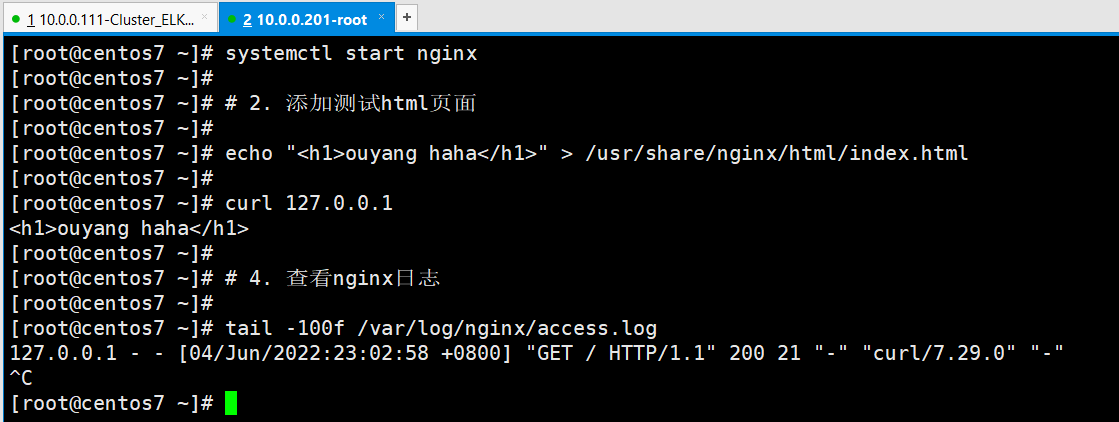 1 10.0.0.111-Cluster_ELK... × 2 10.0.0.201-root × +
[root@centos7 ~]# systemctl start nginx
[root@centos7 ~]#
[root@centos7 ~]# # 2. 添加测试html页面
[root@centos7 ~]#
[root@centos7 ~]# echo "<h1>ouyang haha</h1>" > /usr/share/nginx/html/index.html
[root@centos7 ~]#
[root@centos7 ~]# curl 127.0.0.1
<h1>ouyang haha</h1>
[root@centos7 ~]#
[root@centos7 ~]# # 4. 查看nginx日志
[root@centos7 ~]#
[root@centos7 ~]# tail -100f /var/log/nginx/access.log
127.0.0.1 - - [04/Jun/2022:23:02:58 +0800] "GET / HTTP/1.1" 200 21 "-" "curl/7.29.0" "-"
^C
[root@centos7 ~]#